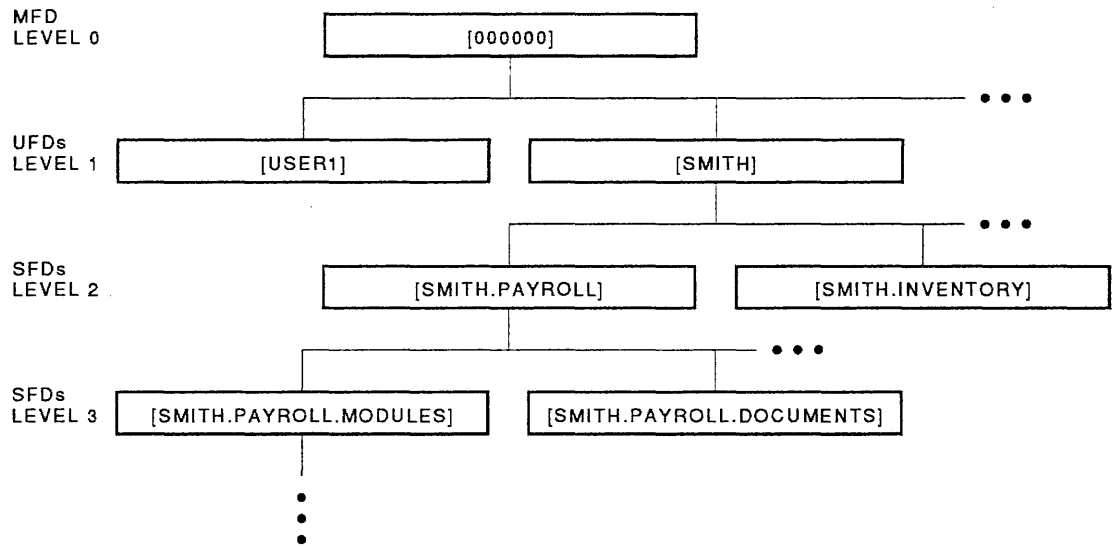 MFD
LEVEL 0
[000000]
UFDs
LEVEL 1
[USER1]
[SMITH]
SFDs
LEVEL 2
[SMITH.PAYROLL]
[SMITH.INVENTORY]
SFDs
LEVEL 3
[SMITH.PAYROLL.MODULES]
[SMITH.PAYROLL.DOCUMENTS]